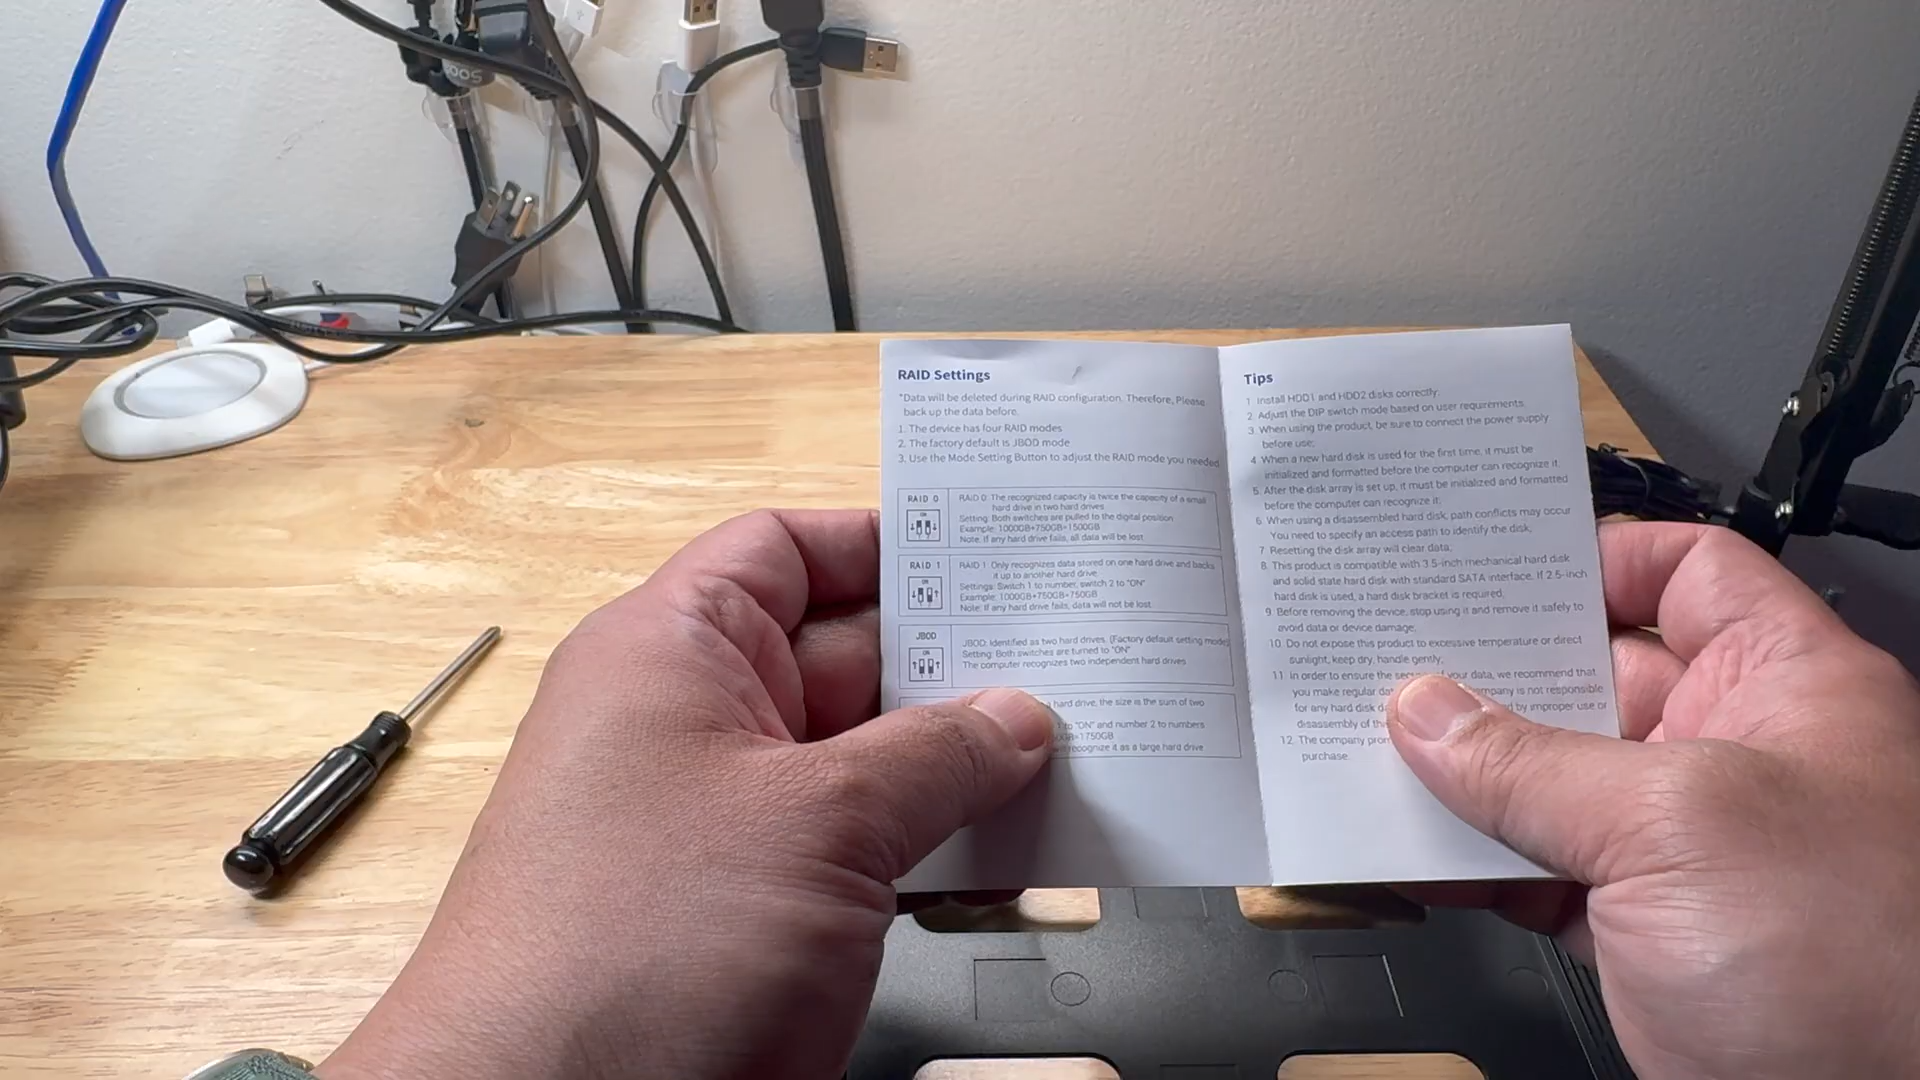 RAID Settings
*Data will be deleted during RAID configuration. Therefore, Please
back up the data before.
1. The device has four RAID modes
2. The factory default is JBOD mode
3. Use the Mode Setting Button to adjust the RAID mode you needed
RAID 0
ON
RAID 0: The recognized capacity is twice the capacity of a small
hard drive in two hard drives
Setting: Both switches are pulled to the digital position
Example: 1000GB+750GB=1500GB
Note: If any hard drive fails, all data will be lost
RAID 1
ON
RAID 1: Only recognizes data stored on one hard drive and backs
it up to another hard drive
Settings: Switch 1 to number, switch 2 to "ON"
Example: 1000GB+750GB=750GB
Note: If any hard drive fails, data will not be lost
JBOD
ON
JBOD: Identified as two hard drives. (Factory default setting mode)
Setting: Both switches are turned to "ON"
The computer recognizes two independent hard drives
hard drive, the size is the sum of two
to "ON" and number 2 to numbers
=1750GB
recognize it as a large hard drive
Tips
1. Install HDD1 and HDD2 disks correctly.
2. Adjust the DIP switch mode based on user requirements.
3. When using the product, be sure to connect the power supply
before use;
4. When a new hard disk is used for the first time, it must be
initialized and formatted before the computer can recognize it.
5. After the disk array is set up, it must be initialized and formatted
before the computer can recognize it;
6. When using a disassembled hard disk, path conflicts may occur
You need to specify an access path to identify the disk;
7. Resetting the disk array will clear data;
8. This product is compatible with 3.5-inch mechanical hard disk
and solid state hard disk with standard SATA interface. If 2.5-inch
hard disk is used, a hard disk bracket is required;
9. Before removing the device, stop using it and remove it safely to
avoid data or device damage;
10. Do not expose this product to excessive temperature or direct
sunlight, keep dry, handle gently;
11. In order to ensure the your data, we recommend that
you make regular is not responsible
for any hard disk by improper use or
disassembly of
12. The company
purchase.